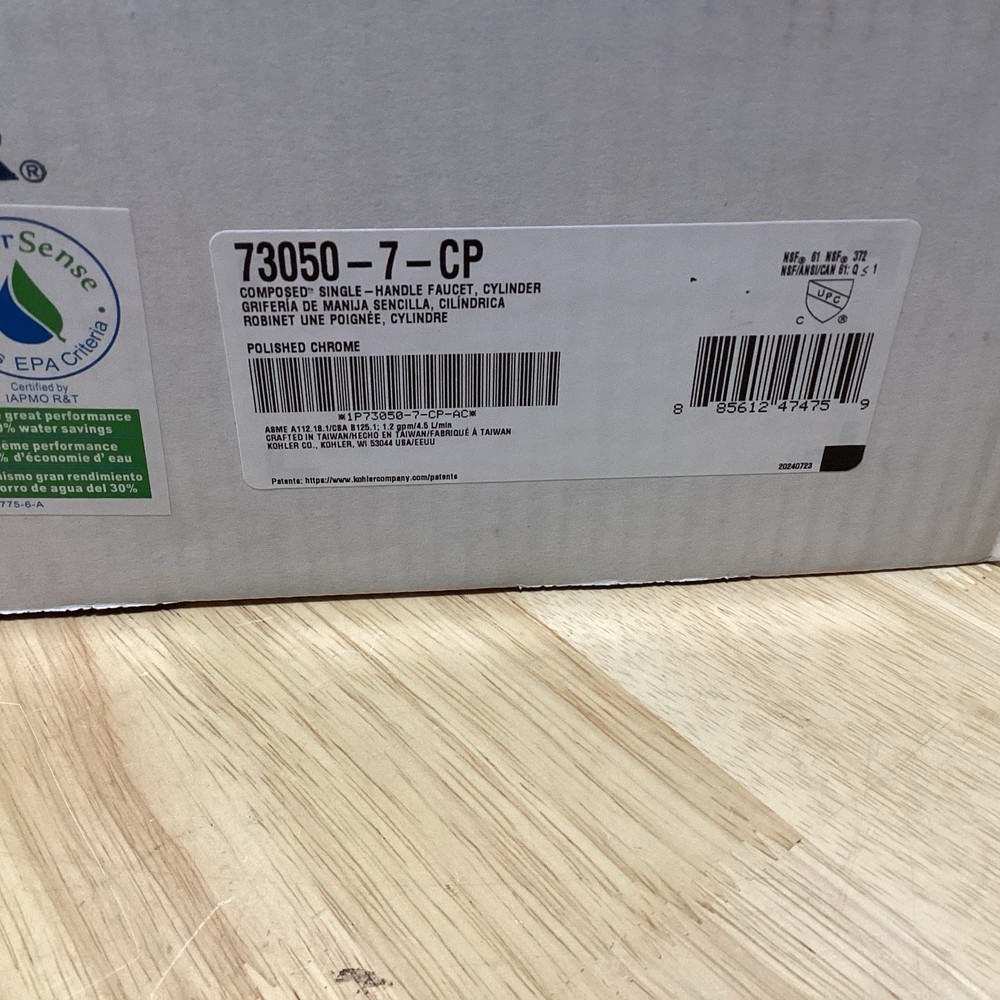 R®
rSense
EPA Criteria
Certified by
IAPMO R&T
great performance
% water savings
ême performance
% d'économie d'eau
ismo gran rendimiento
orro de agua del 30%
775-6-A
73050-7-CP
COMPOSED™ SINGLE-HANDLE FAUCET, CYLINDER
GRIFERÍA DE MANIJA SENCILLA, CILÍNDRICA
ROBINET UNE POIGNÉE, CYLINDRE
POLISHED CHROME
*1P73050-7-CP-AC*
ASME A112.18.1/CSA B125.1; 1.2 gpm/4.5 L/min
CRAFTED IN TAIWAN/HECHO EN TAIWAN/FABRIQUÉ À TAIWAN
KOHLER CO., KOHLER, WI 53044 USA/EEUU
Patents: https://www.kohlercompany.com/patents
NSF® 61 NSF® 372
NSF/ANSI/CAN 61: Q ≤ 1
UPC
C ®
8 85612 47475 9
20240723